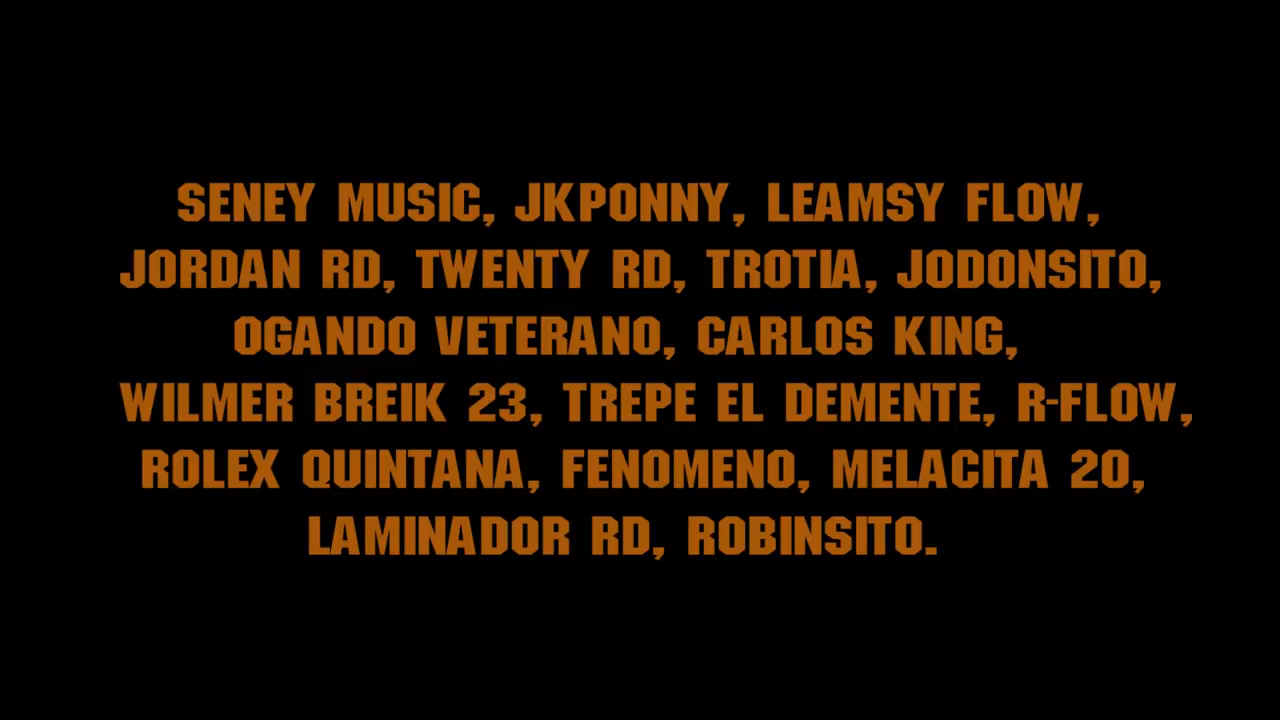 SENEY MUSIC, JKPONNY, LEAMSY FLOW,
JORDAN RD, TWENTY RD, TROTIA, JODONSITO,
OGANDO VETERANO, CARLOS KING,
WILMER BREIK 23, TREPE EL DEMENTE, R-FLOW,
ROLEX QUINTANA, FENOMENO, MELACITA 20,
LAMINADOR RD, ROBINSITO.